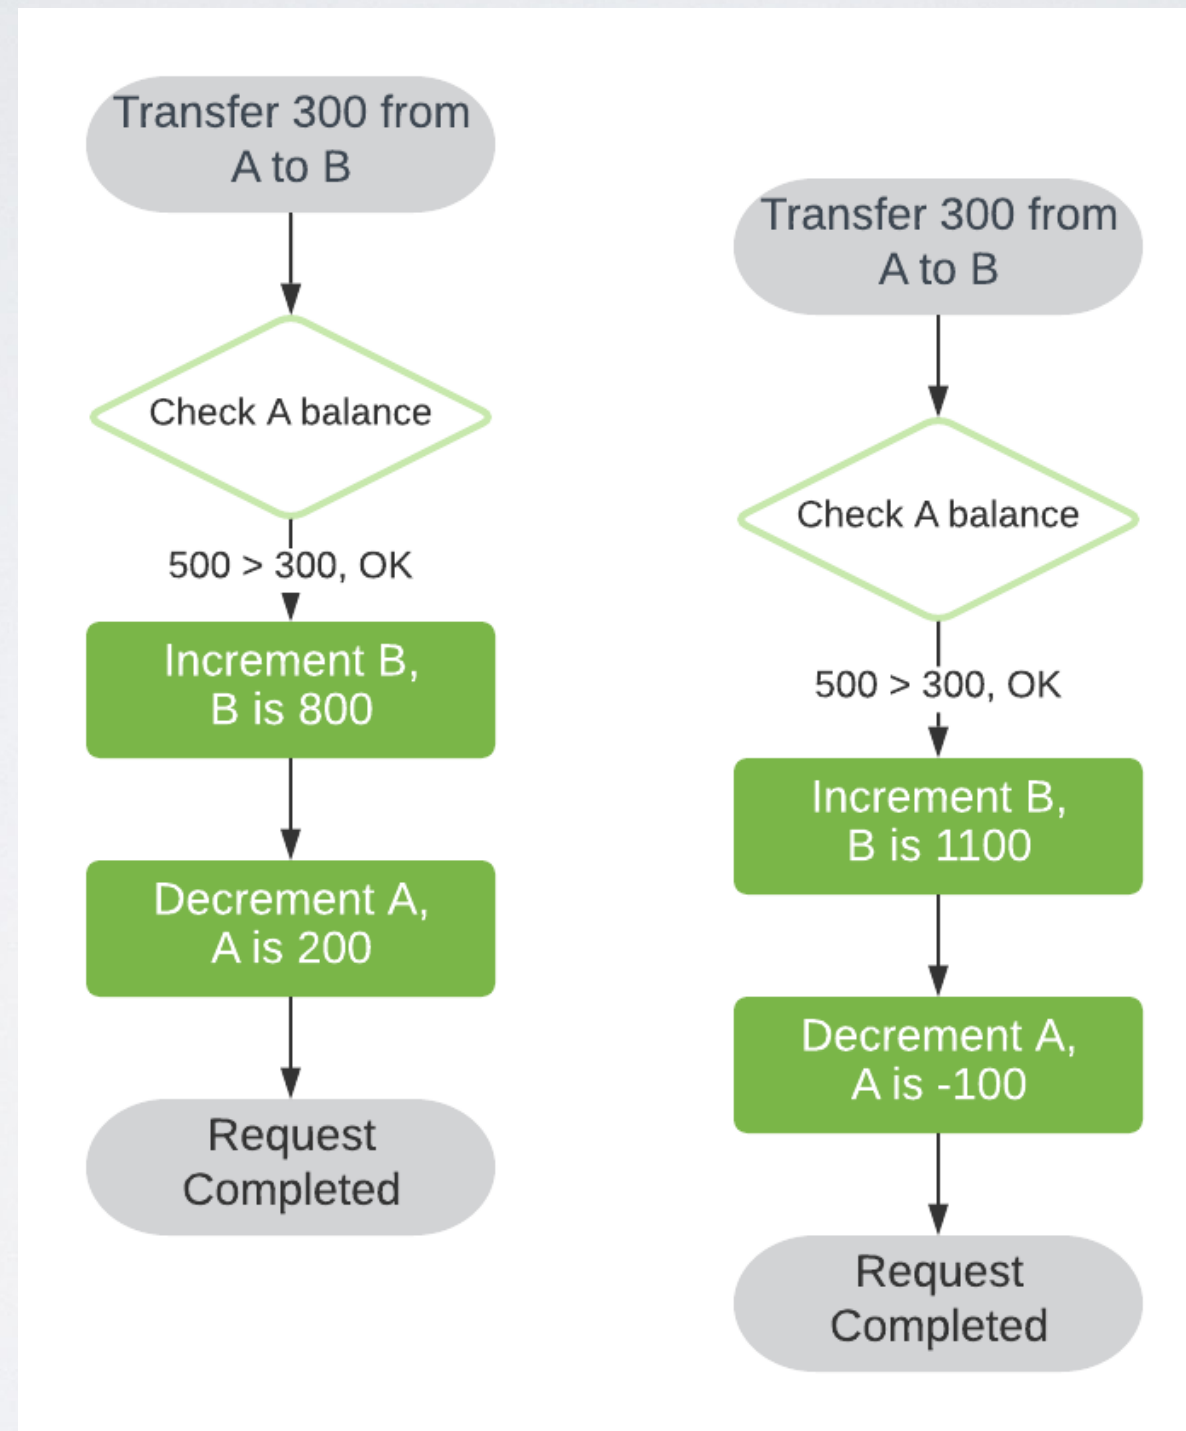 Transfer 300 from
A to B
Check A balance
500 > 300, OK
Increment B,
B is 800
Decrement A,
A is 200
Request
Completed
Transfer 300 from
A to B
Check A balance
500 > 300, OK
Increment B,
B is 1100
Decrement A,
A is -100
Request
Completed